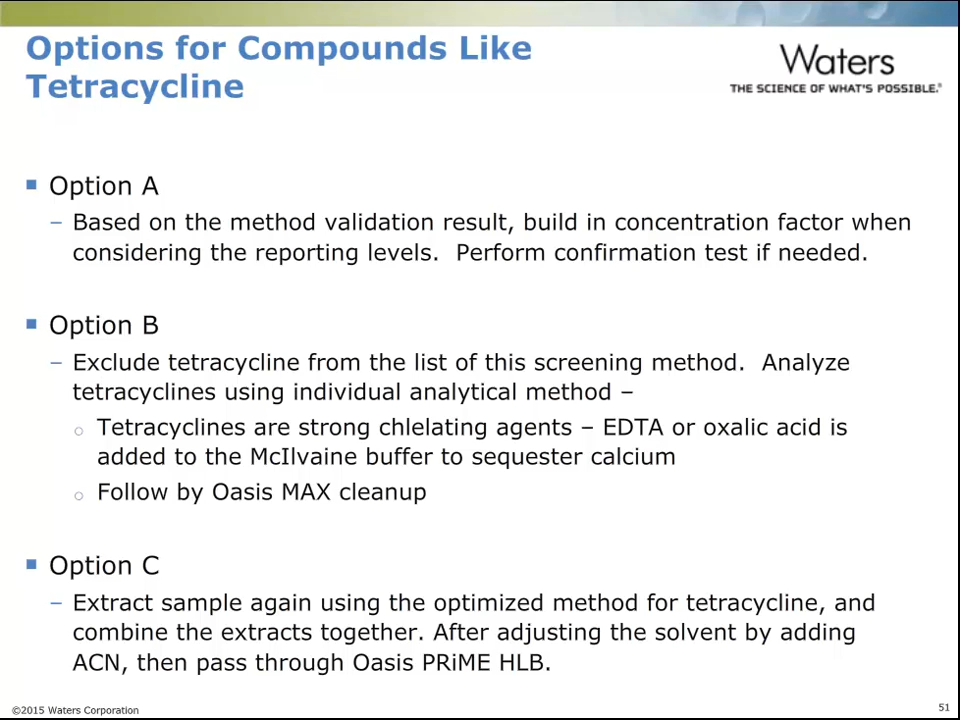 Options for Compounds Like
Tetracycline
Waters
THE SCIENCE OF WHAT'S POSSIBLE.®
■ Option A
– Based on the method validation result, build in concentration factor when
considering the reporting levels.  Perform confirmation test if needed.
■ Option B
– Exclude tetracycline from the list of this screening method.  Analyze
tetracyclines using individual analytical method –
○ Tetracyclines are strong chlelating agents – EDTA or oxalic acid is
added to the McIlvaine buffer to sequester calcium
○ Follow by Oasis MAX cleanup
■ Option C
– Extract sample again using the optimized method for tetracycline, and
combine the extracts together. After adjusting the solvent by adding
ACN, then pass through Oasis PRiME HLB.
©2015 Waters Corporation
51